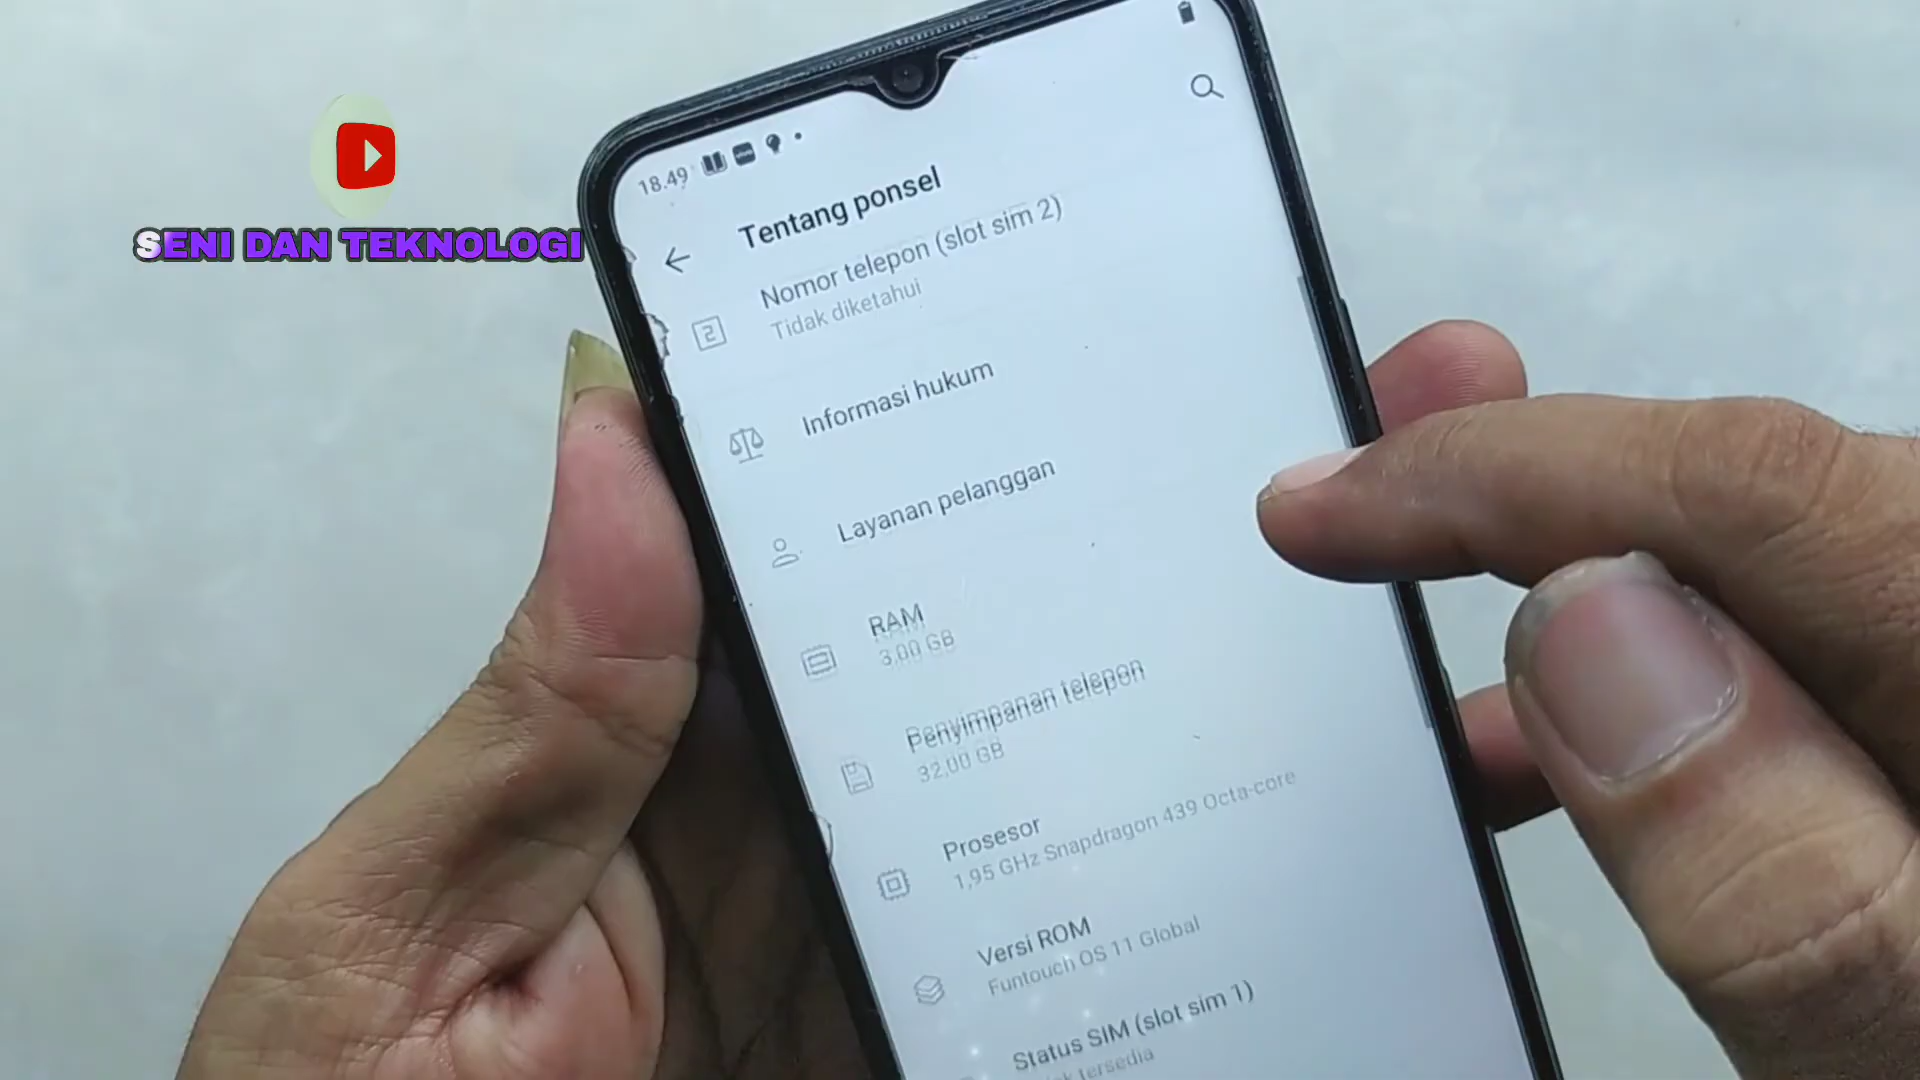 SENI DAN TEKNOLOGI
18.49
Tentang ponsel
Nomor telepon (slot sim 2)
Tidak diketahui
Informasi hukum
Layanan pelanggan
RAM
3,00 GB
Penyimpanan telepon
32,00 GB
Prosesor
1,95 GHz Snapdragon 439 Octa-core
Versi ROM
Funtouch OS 11 Global
Status SIM (slot sim 1)
tersedia